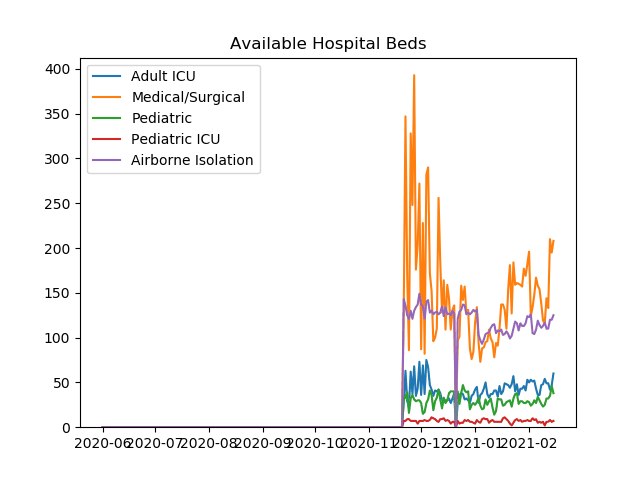 Available Hospital Beds
400
350
300
250
200
150
100
50
0
Adult ICU
Medical/Surgical
Pediatric
Pediatric ICU
Airborne Isolation
2020-06 2020-07 2020-08 2020-09 2020-10 2020-11 2020-12 2021-01 2021-02